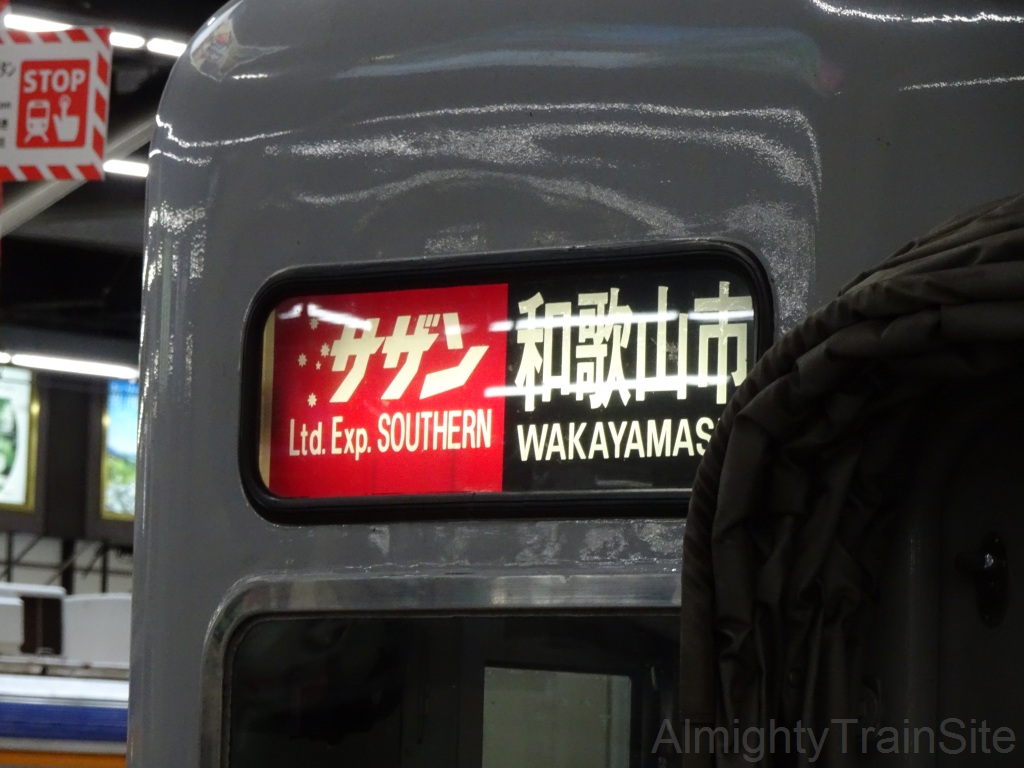 STOP
サザン
Ltd. Exp. SOUTHERN
和歌山市
WAKAYAMAS
AlmightyTrainSite